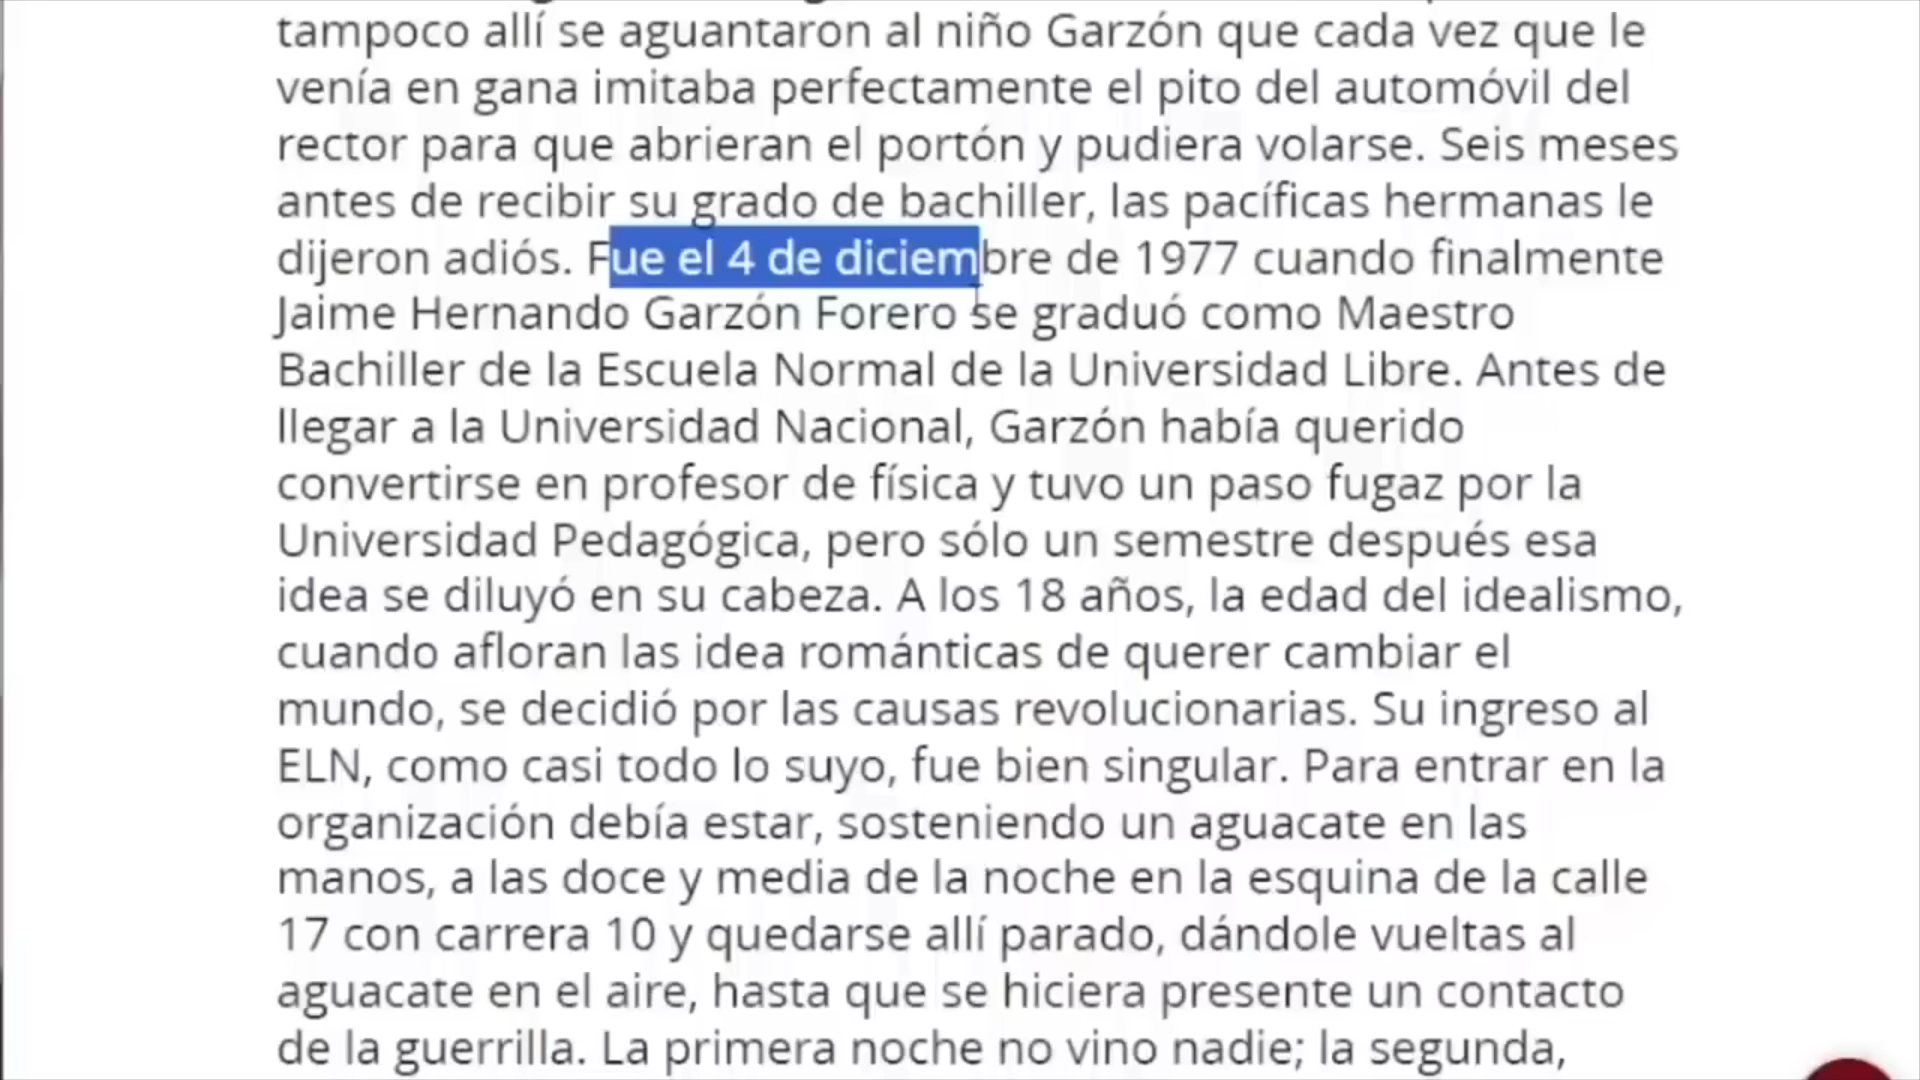 tampoco allí se aguantaron al niño Garzón que cada vez que le
venía en gana imitaba perfectamente el pito del automóvil del
rector para que abrieran el portón y pudiera volarse. Seis meses
antes de recibir su grado de bachiller, las pacíficas hermanas le
dijeron adiós. Fue el 4 de diciembre de 1977 cuando finalmente
Jaime Hernando Garzón Forero se graduó como Maestro
Bachiller de la Escuela Normal de la Universidad Libre. Antes de
llegar a la Universidad Nacional, Garzón había querido
convertirse en profesor de física y tuvo un paso fugaz por la
Universidad Pedagógica, pero sólo un semestre después esa
idea se diluyó en su cabeza. A los 18 años, la edad del idealismo,
cuando afloran las idea románticas de querer cambiar el
mundo, se decidió por las causas revolucionarias. Su ingreso al
ELN, como casi todo lo suyo, fue bien singular. Para entrar en la
organización debía estar, sosteniendo un aguacate en las
manos, a las doce y media de la noche en la esquina de la calle
17 con carrera 10 y quedarse allí parado, dándole vueltas al
aguacate en el aire, hasta que se hiciera presente un contacto
de la guerrilla. La primera noche no vino nadie; la segunda,